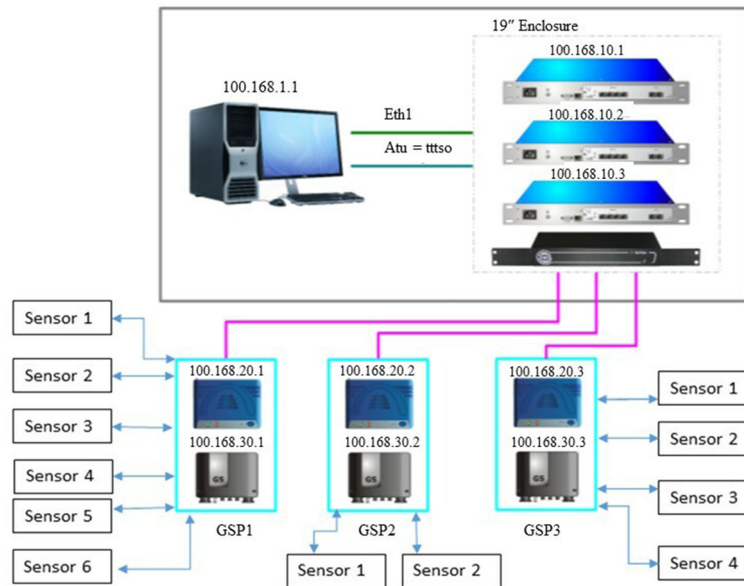 19″ Enclosure
100.168.10.1
100.168.1.1
Eth1
100.168.10.2
Atu = tttso
100.168.10.3
Sensor 1
Sensor 2
Sensor 3
Sensor 4
Sensor 5
Sensor 6
100.168.20.1
100.168.30.1
GS
GSP1
100.168.20.2
100.168.30.2
GS
GSP2
Sensor 1
Sensor 2
100.168.20.3
100.168.30.3
GS
GSP3
Sensor 1
Sensor 2
Sensor 3
Sensor 4